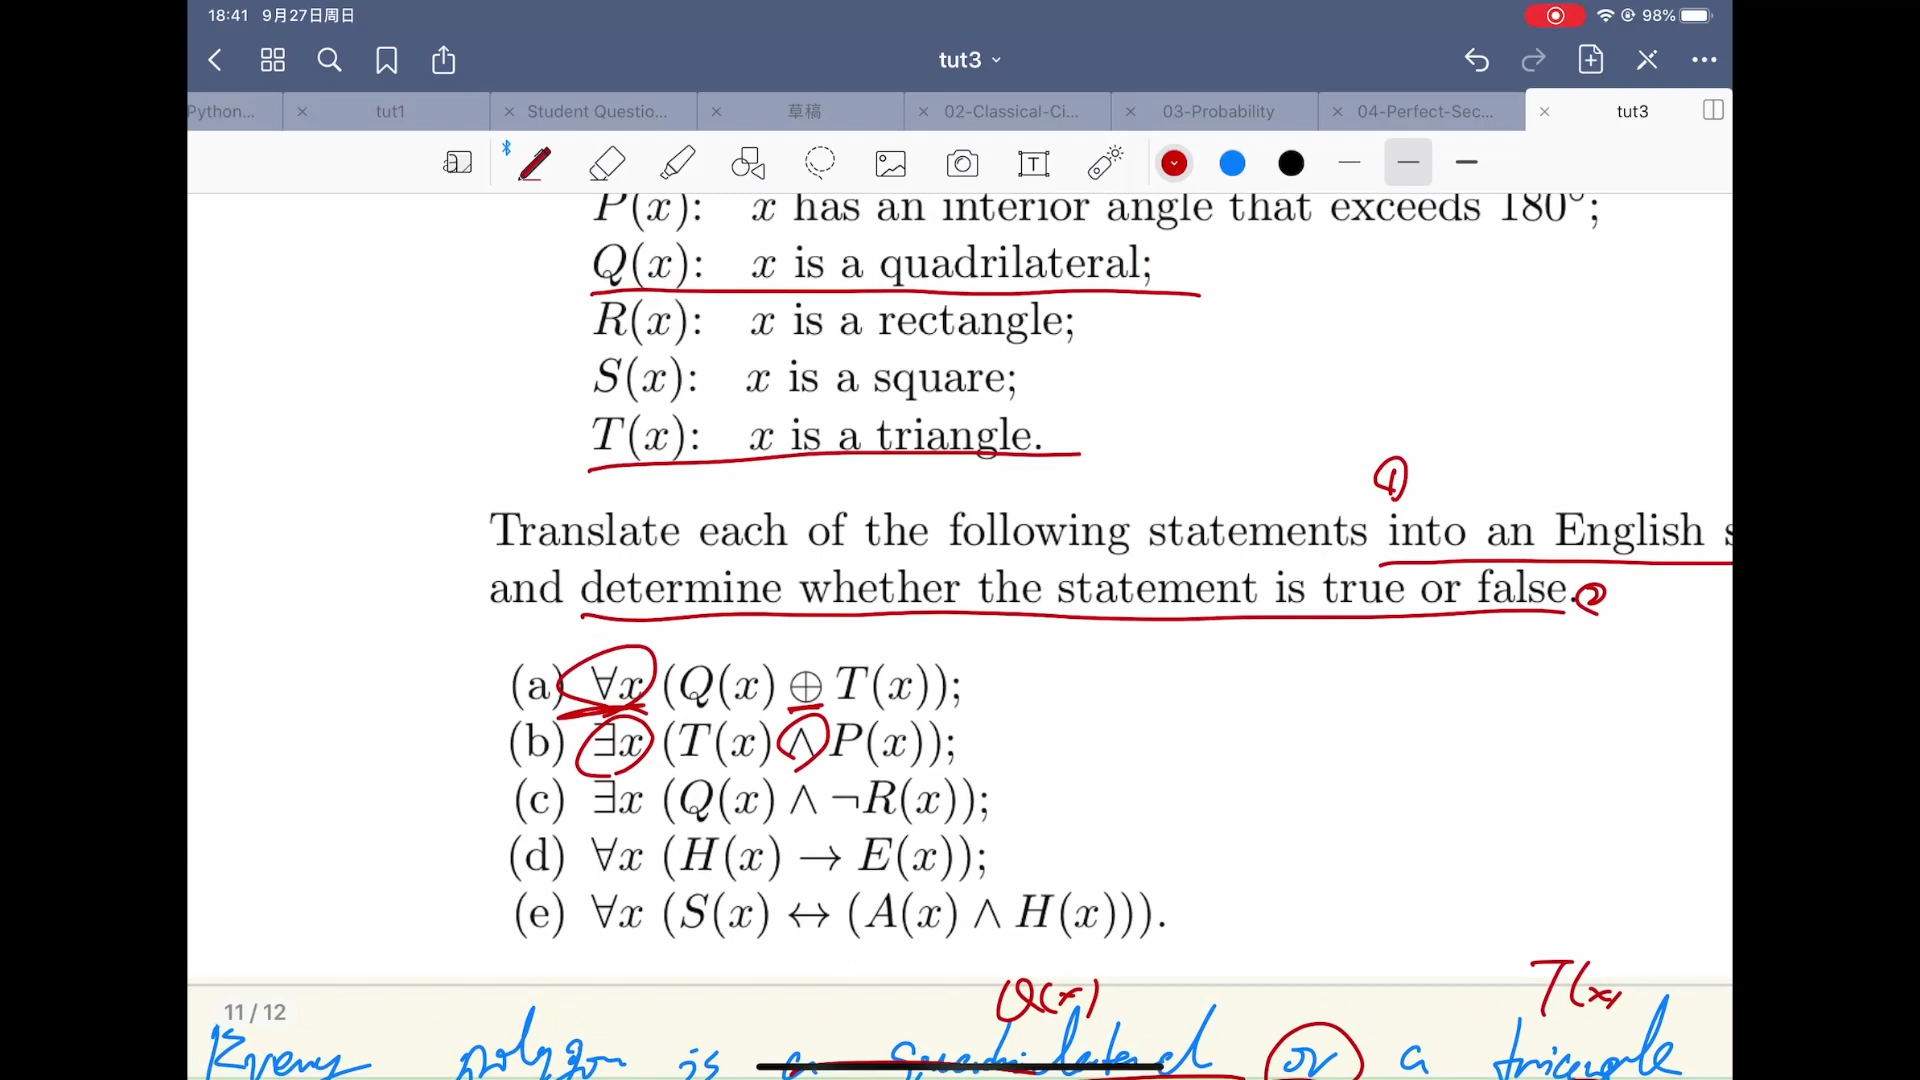 18:41 9月27日周日 98%
tut3
Python... tut1 Student Questio... 草稿 02-Classical-Ci... 03-Probability 04-Perfect-Sec... tut3
P(x): x has an interior angle that exceeds 180°;
Q(x): x is a quadrilateral;
R(x): x is a rectangle;
S(x): x is a square;
T(x): x is a triangle.
①
Translate each of the following statements into an English s
and determine whether the statement is true or false. ②
(a) ∀x (Q(x) ⊕ T(x));
(b) ∃x (T(x) ∧ P(x));
(c) ∃x (Q(x) ∧ ¬R(x));
(d) ∀x (H(x) → E(x));
(e) ∀x (S(x) ↔ (A(x) ∧ H(x))).
Q(x) T(x)
11 / 12
Every polygon is a quadrilateral or a triangle